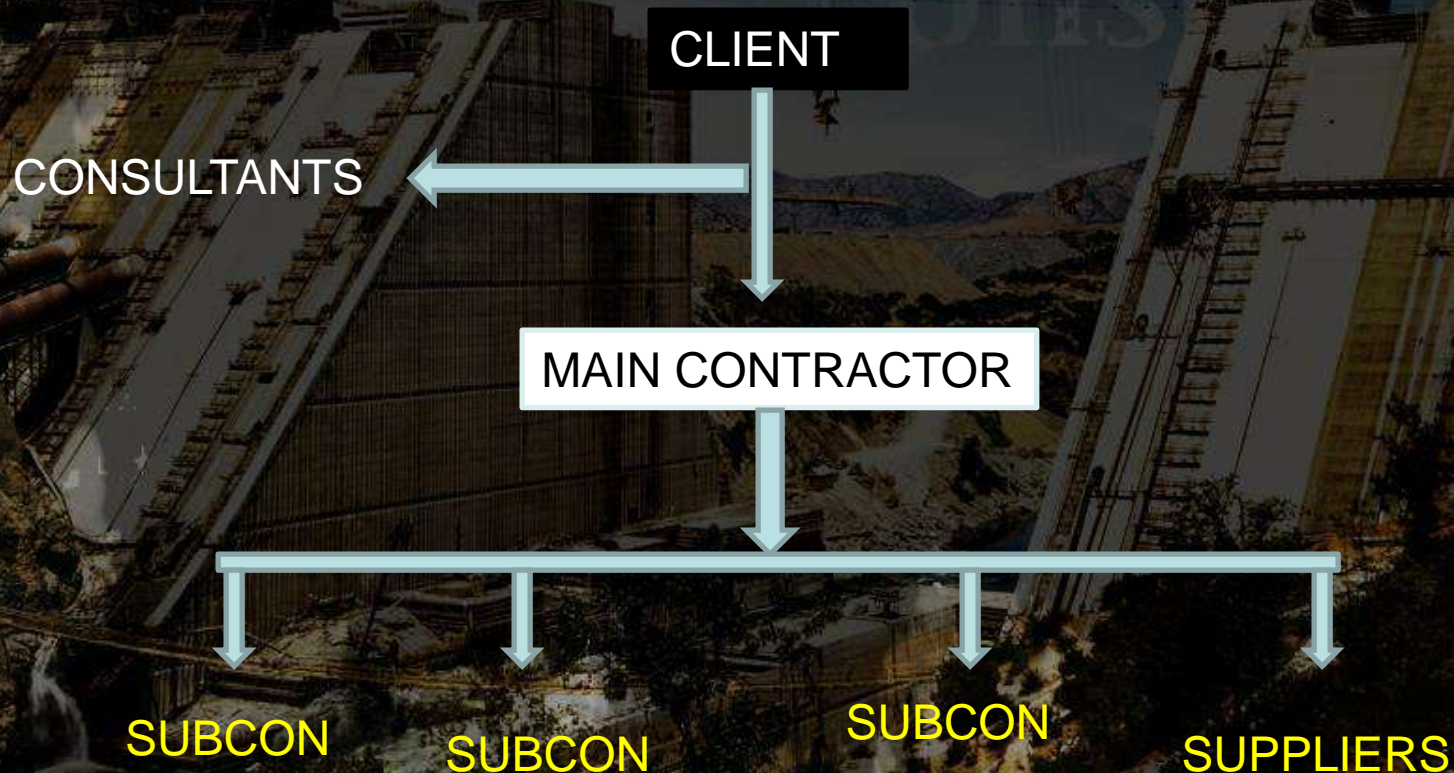 CLIENT
CONSULTANTS
MAIN CONTRACTOR
SUBCON
SUBCON
SUBCON
SUPPLIERS